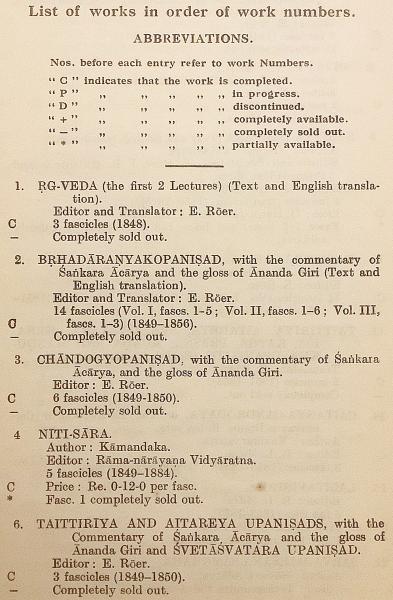 List of works in order of work numbers.
ABBREVIATIONS.
Nos. before each entry refer to work Numbers.
“ C ” indicates that the work is completed.
“ P ” ,, ,, ,, ,, ,, in progress.
“ D ” ,, ,, ,, ,, ,, discontinued.
“ + ” ,, ,, ,, ,, ,, completely available.
“ — ” ,, ,, ,, ,, ,, completely sold out.
“ * ” ,, ,, ,, ,, ,, partially available.
1. ṚG-VEDA (the first 2 Lectures) (Text and English transla-
tion).
Editor and Translator : E. Röer.
C 3 fascicles (1848).
— Completely sold out.
2. BṚHADĀRAṆYAKOPANIṢAD, with the commentary of
Śaṅkara Ācārya and the gloss of Ānanda Giri (Text and
English translation).
Editor and Translator : E. Röer.
14 fascicles (Vol. I, fascs. 1-5 ; Vol. II, fascs. 1-6 ; Vol. III,
C fascs. 1-3) (1849-1856).
— Completely sold out.
3. CHĀNDOGYOPANIṢAD, with the commentary of Śaṅkara
Ācārya, and the gloss of Ānanda Giri.
Editor : E. Röer.
C 6 fascicles (1849-1850).
— Completely sold out.
4 NĪTI-SĀRA.
Author : Kāmandaka.
Editor : Rāma-nārāyaṇa Vidyāratna.
5 fascicles (1849-1884).
C Price : Re. 0-12-0 per fasc.
* Fasc. 1 completely sold out.
6. TAITTIRĪYA AND AITAREYA UPANIṢADS, with the
Commentary of Śaṅkara Ācārya and the gloss of
Ānanda Giri and ŚVETĀŚVATARA UPANIṢAD.
Editor : E. Röer.
C 3 fascicles (1849-1850).
— Completely sold out.